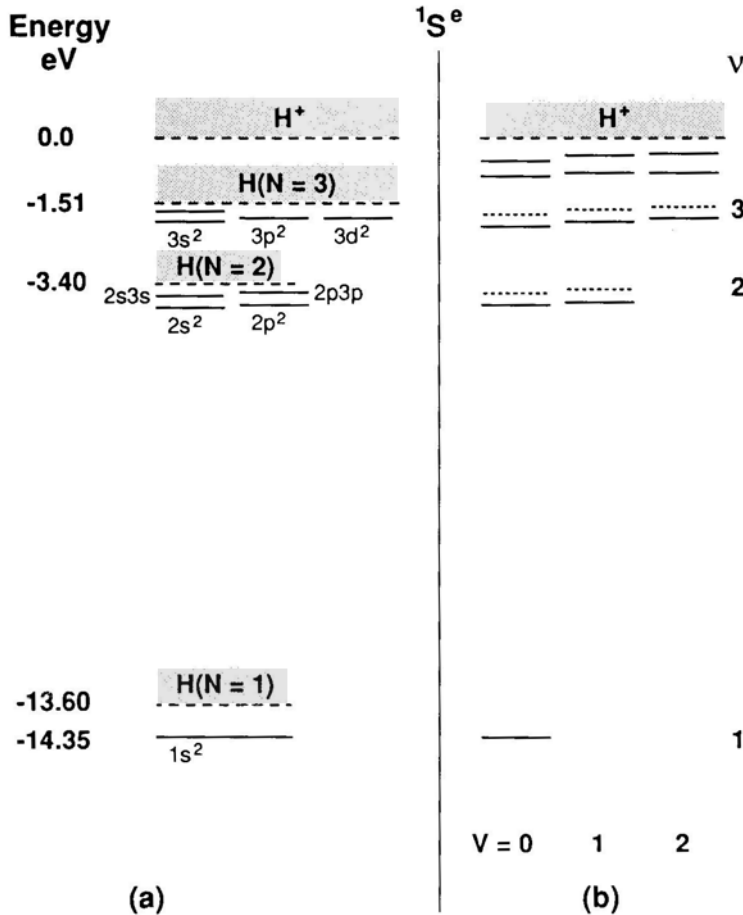 Energy
eV
¹Sᵉ
ν
H⁺
H⁺
0.0
H(N = 3)
-1.51
3
3s²
3p²
3d²
H(N = 2)
-3.40
2
2s3s
2p3p
2s²
2p²
H(N = 1)
-13.60
-14.35
1
1s²
V = 0
1
2
(a)
(b)